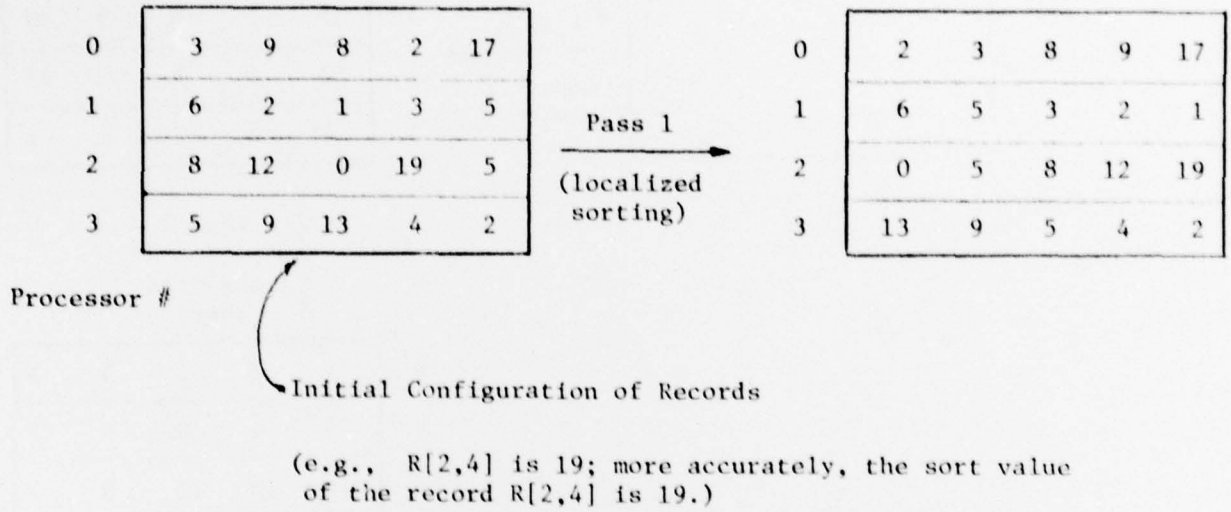 0 3 9 8 2 17
1 6 2 1 3 5
2 8 12 0 19 5
3 5 9 13 4 2
Processor #
Pass 1
(localized
sorting)
0 2 3 8 9 17
1 6 5 3 2 1
2 0 5 8 12 19
3 13 9 5 4 2
Initial Configuration of Records
(e.g., R[2,4] is 19; more accurately, the sort value
of the record R[2,4] is 19.)